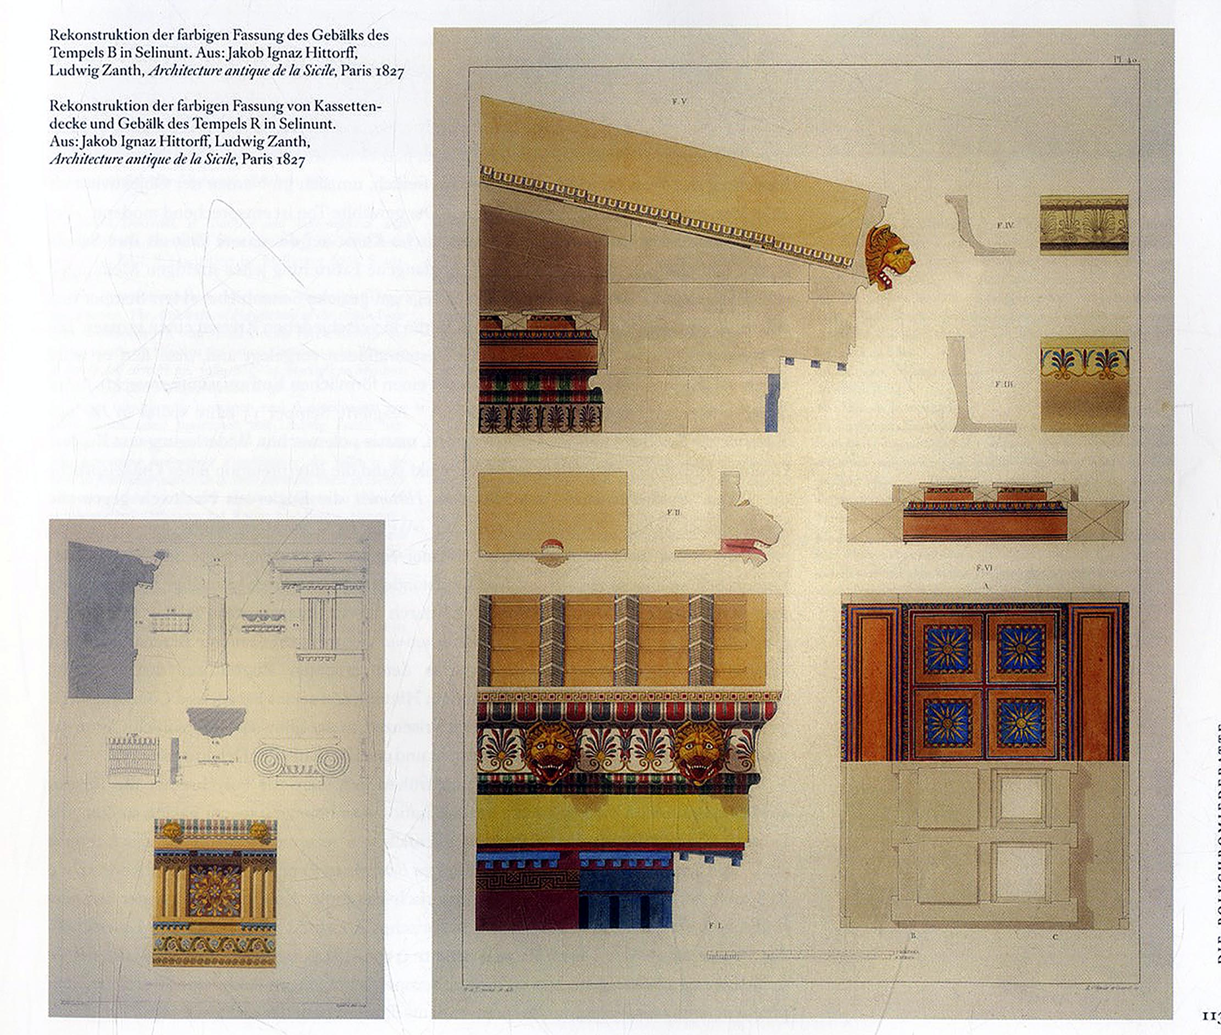 Rekonstruktion der farbigen Fassung des Gebälks des
Tempels B in Selinunt. Aus: Jakob Ignaz Hittorff,
Ludwig Zanth, Architecture antique de la Sicile, Paris 1827
Rekonstruktion der farbigen Fassung von Kassetten-
decke und Gebälk des Tempels R in Selinunt.
Aus: Jakob Ignaz Hittorff, Ludwig Zanth,
Architecture antique de la Sicile, Paris 1827
Pl. 40
F.V
F.IV.
F.III.
F.II.
F.VI
A
F.I.
B.
C.